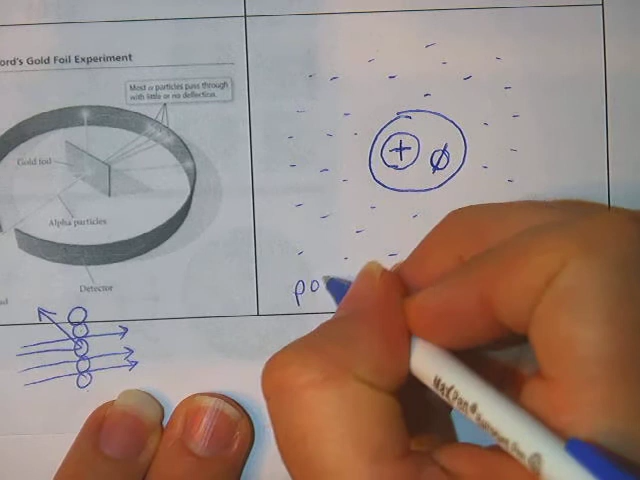 ord's Gold Foil Experiment
Most α particles pass through
with little or no deflection.
Gold foil
Alpha particles
Detector
+ ϕ
po